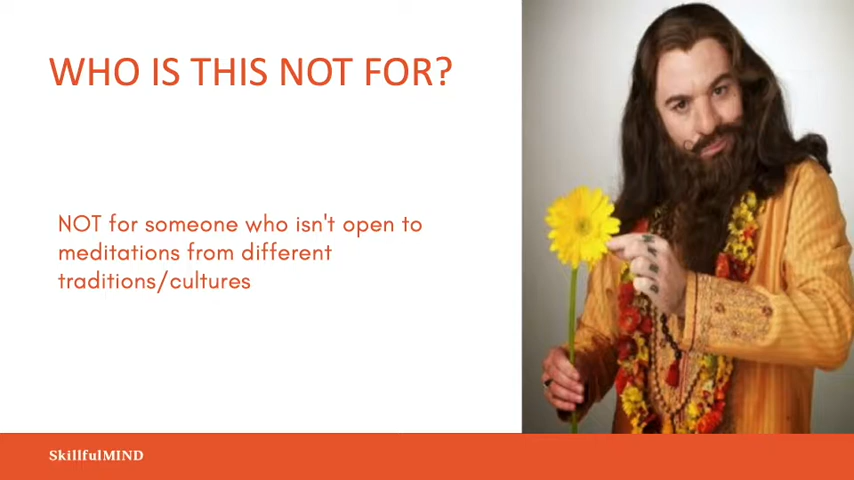 WHO IS THIS NOT FOR?
NOT for someone who isn't open to
meditations from different
traditions/cultures
SkillfulMIND